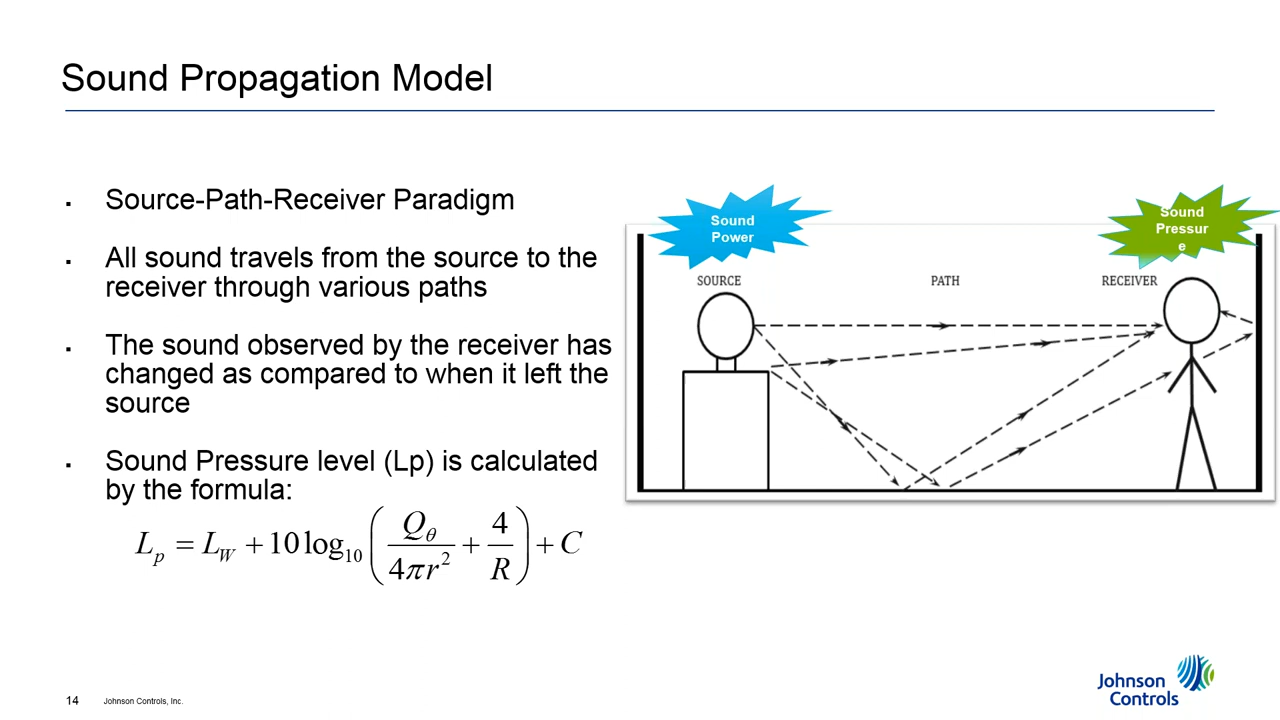 Sound Propagation Model
▪ Source-Path-Receiver Paradigm
▪ All sound travels from the source to the
receiver through various paths
▪ The sound observed by the receiver has
changed as compared to when it left the
source
▪ Sound Pressure level (Lp) is calculated
by the formula:
L_p = L_W + 10 log_10 ( Q_θ / 4πr^2 + 4 / R ) + C
Sound
Power
Sound
Pressur
e
SOURCE
PATH
RECEIVER
14 Johnson Controls, Inc.
Johnson
Controls